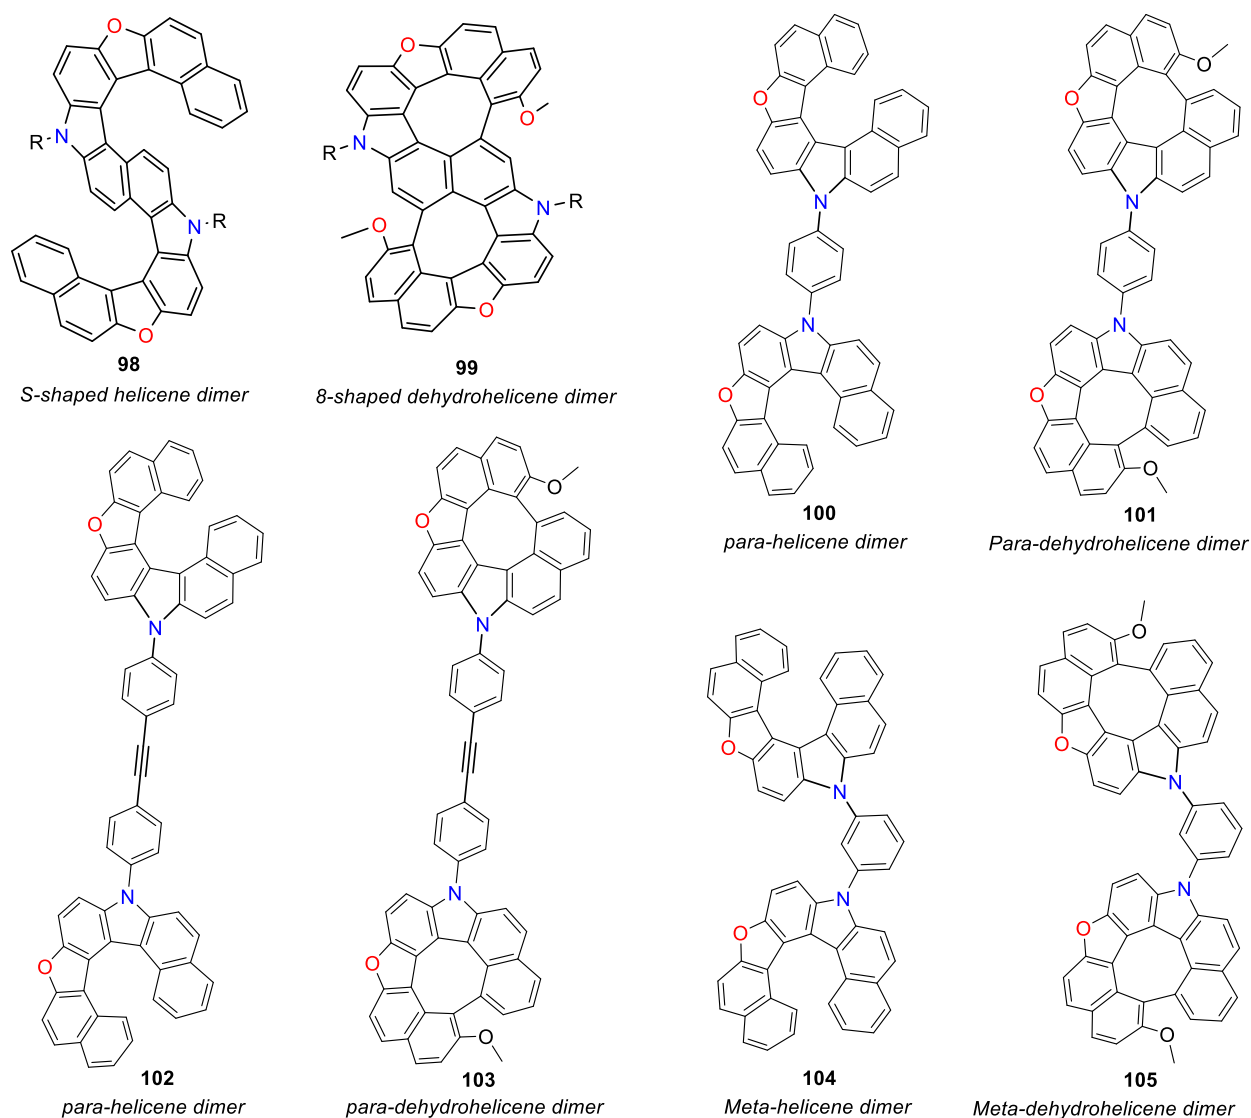 O
R
N
N
R
O
98
S-shaped helicene dimer
O
O
R
N
N
R
O
O
99
8-shaped dehydrohelicene dimer
O
N
N
O
100
para-helicene dimer
O
O
N
N
O
O
101
Para-dehydrohelicene dimer
O
N
N
O
102
para-helicene dimer
O
O
N
N
O
O
103
para-dehydrohelicene dimer
O
N
N
O
104
Meta-helicene dimer
O
O
N
N
O
O
105
Meta-dehydrohelicene dimer